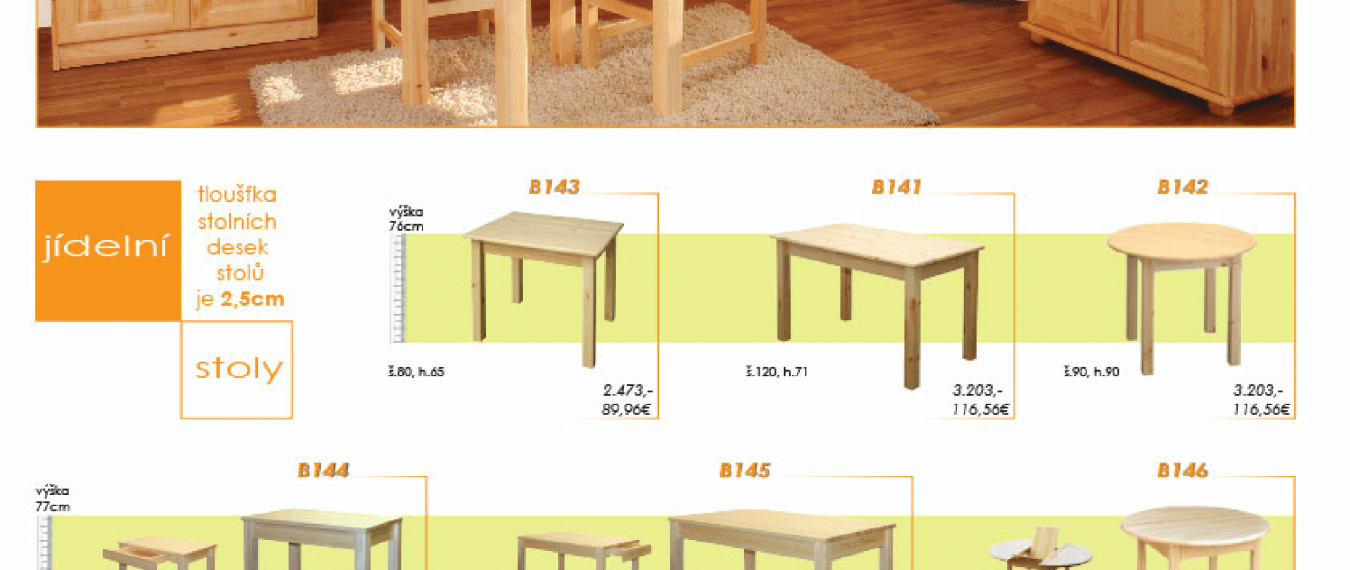 jídelní
stoly
tloušťka
stolních
desek
stolů
je 2,5cm
B143
výška
76cm
š.80, h.65
2.473,-
89,96€
B141
š.120, h.71
3.203,-
116,56€
B142
š.90, h.90
3.203,-
116,56€
B144
výška
77cm
B145
B146